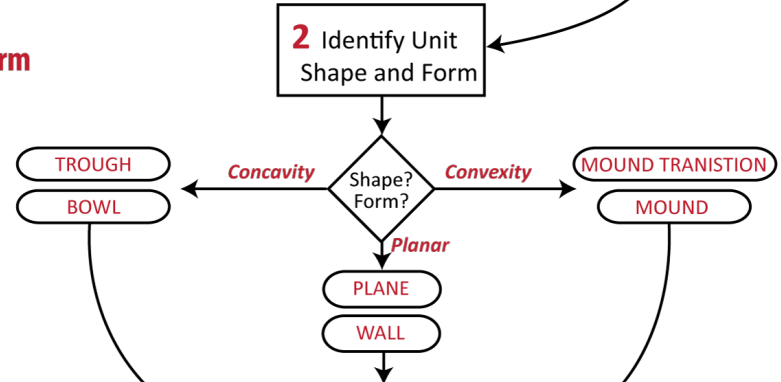 2 Identify Unit
Shape and Form
rm
TROUGH
BOWL
Concavity
Shape?
Form?
Convexity
MOUND TRANISTION
MOUND
Planar
PLANE
WALL